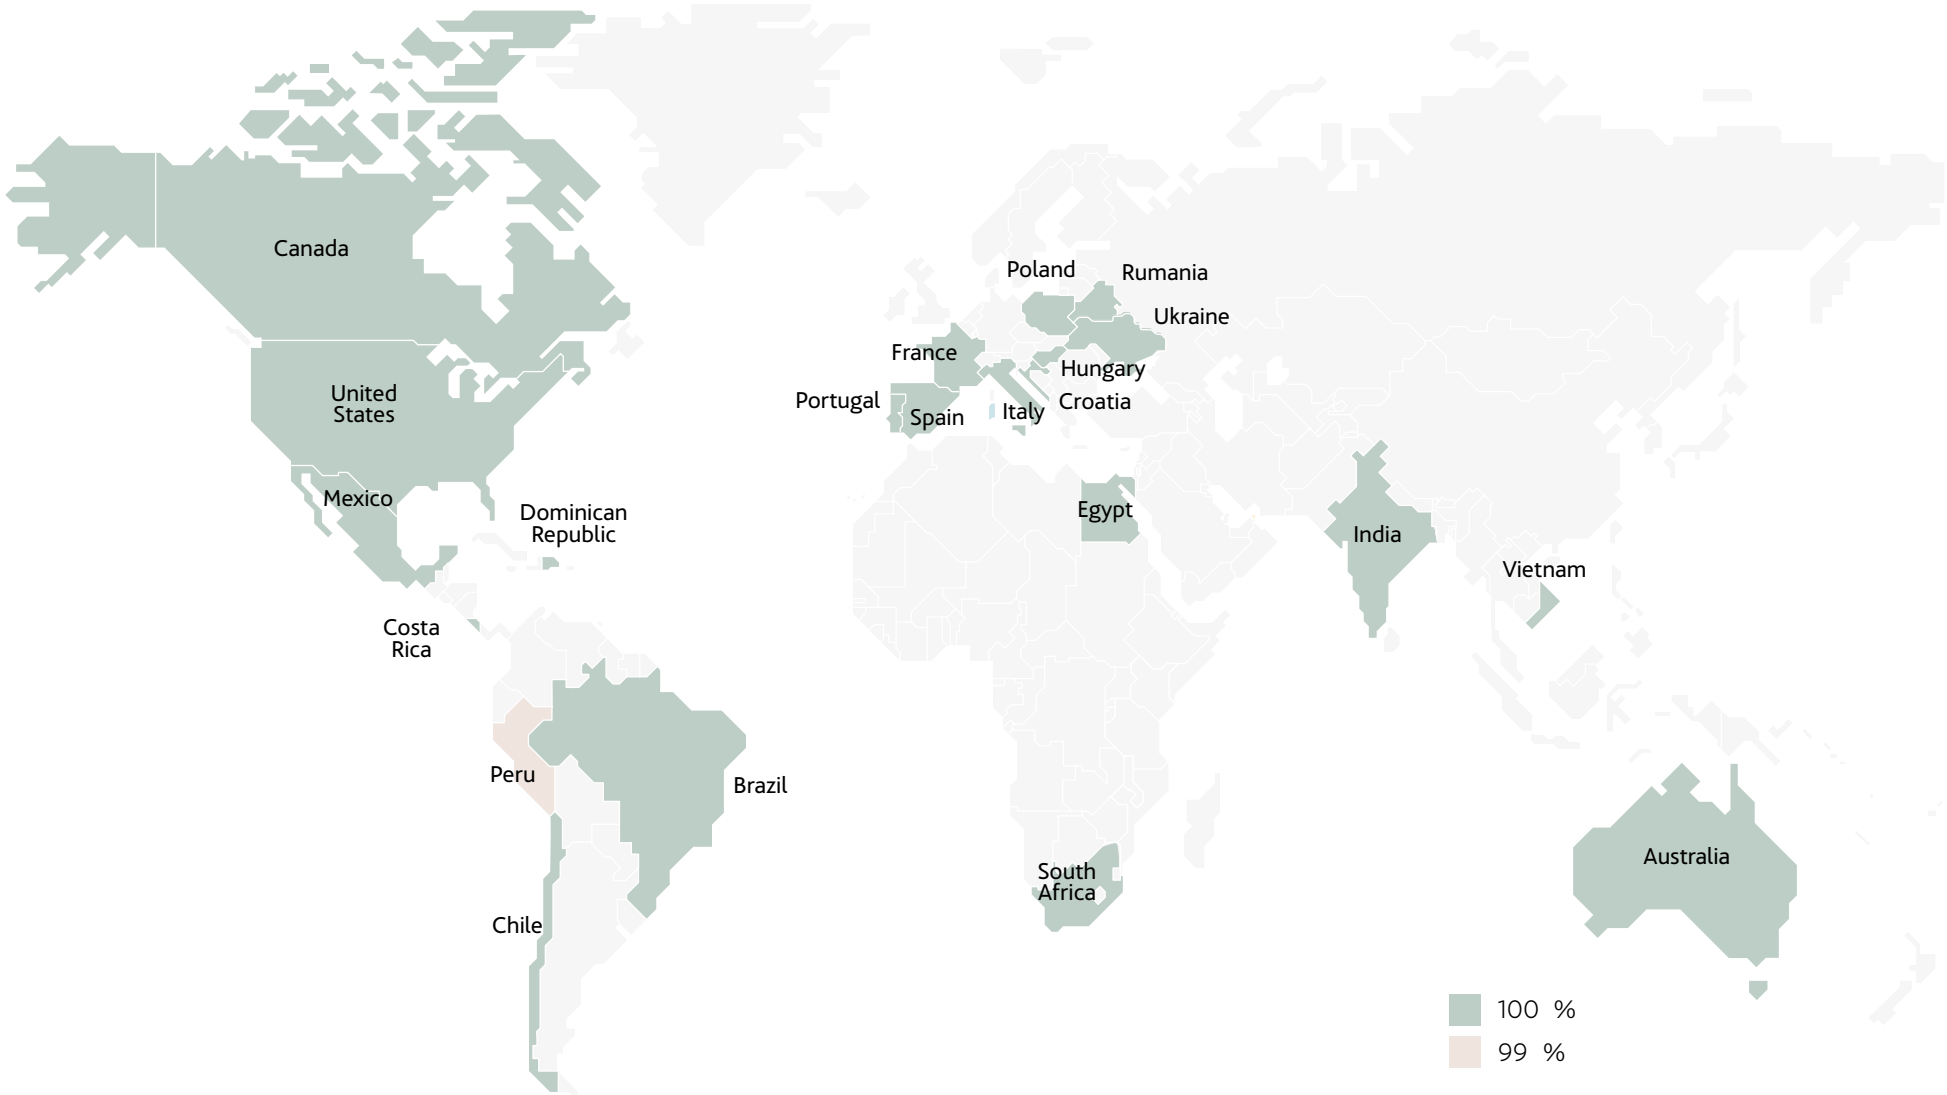 Canada
Poland
Rumania
Ukraine
France
Hungary
United
States
Portugal
Spain
Italy
Croatia
Mexico
Dominican
Republic
Egypt
India
Vietnam
Costa
Rica
Peru
Brazil
South
Africa
Australia
Chile
100 %
99 %